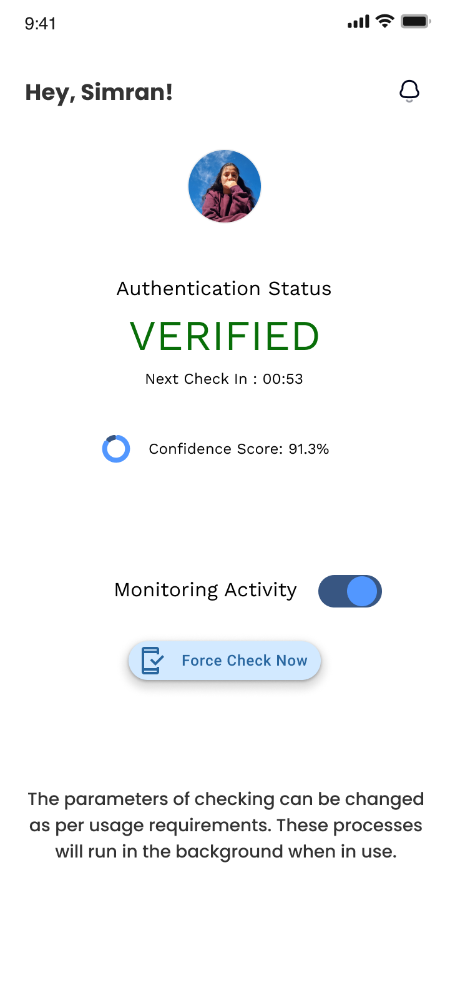 9:41
Hey, Simran!
Authentication Status
VERIFIED
Next Check In : 00:53
Confidence Score: 91.3%
Monitoring Activity
Force Check Now
The parameters of checking can be changed
as per usage requirements. These processes
will run in the background when in use.